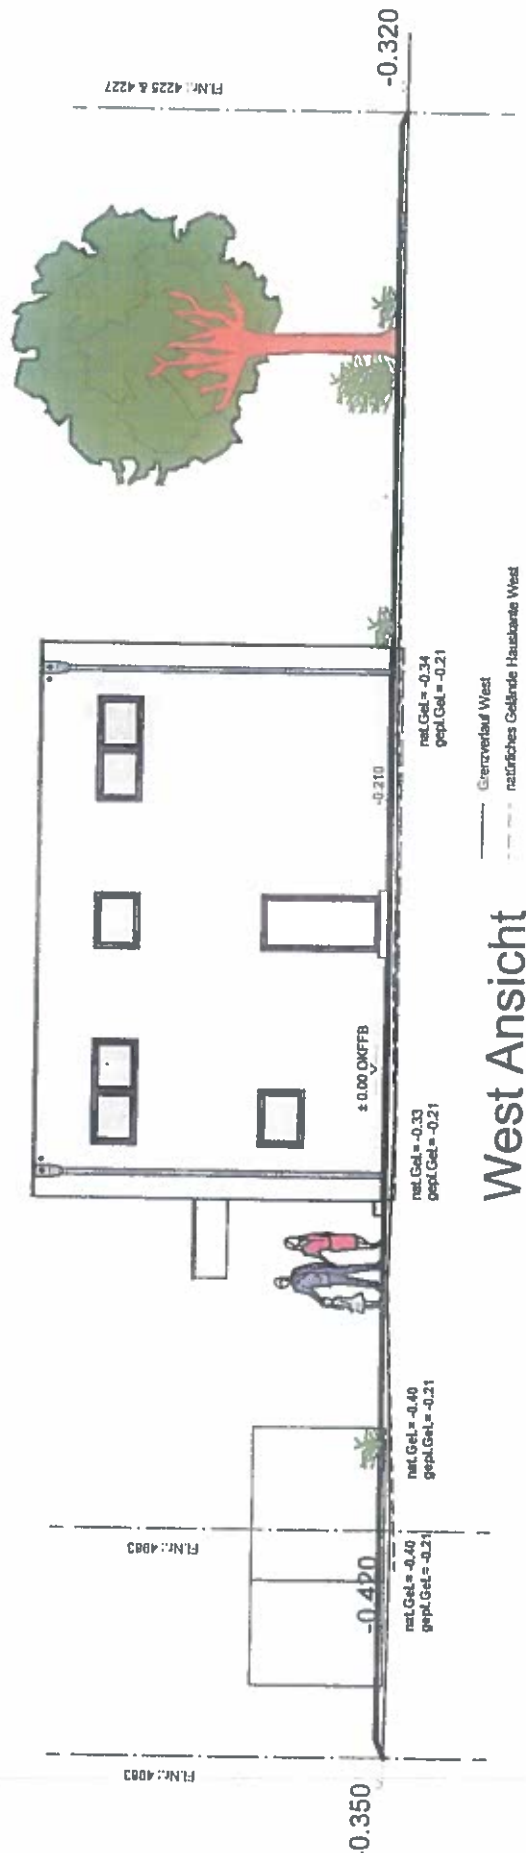 Fl.Nr.: 4225 & 4227
-0.320
nat.Gel.= -0.34
gepl.Gel.= -0.21
-0.210
Grenzverlauf West
natürliches Gelände Hauskante West
West Ansicht
± 0.00 OKFFB
nat.Gel.= -0.33
gepl.Gel.= -0.21
nat.Gel.= -0.40
gepl.Gel.= -0.21
Fl.Nr.: 4983
-0.420
nat.Gel.= -0.40
gepl.Gel.= -0.21
Fl.Nr.:
-0.350